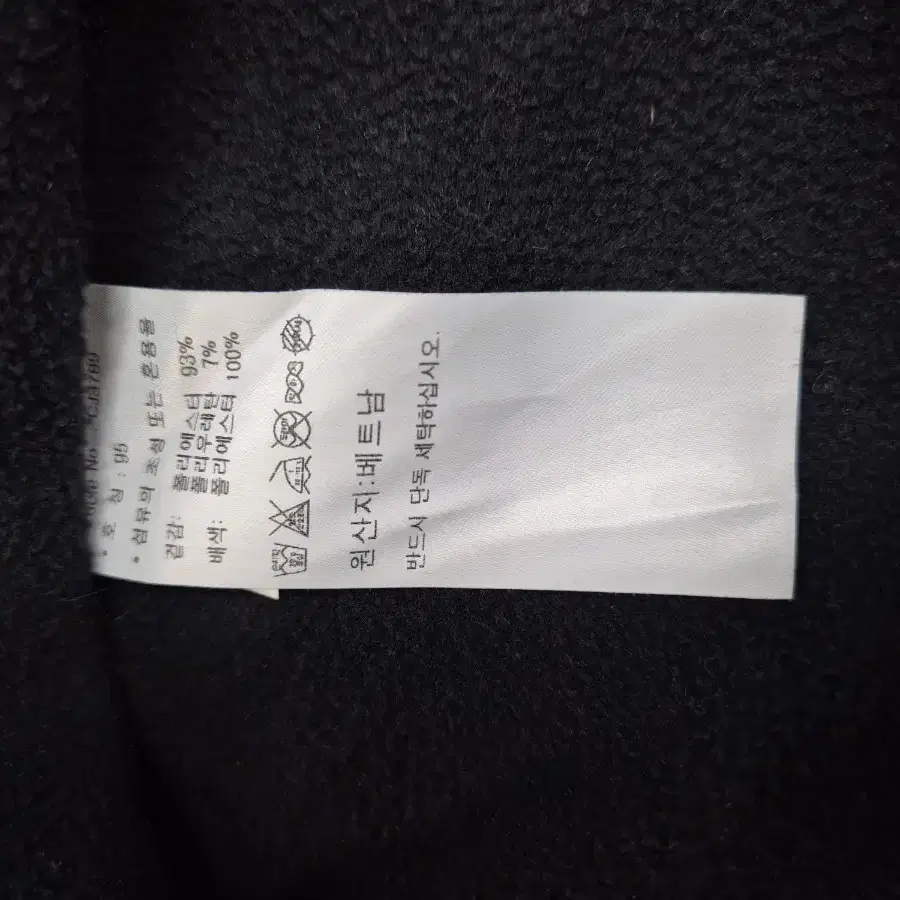 * 호 칭 : 95
* 섬유의 조성 또는 혼용율
겉감: 폴리에스터 93%
폴리우레탄 7%
배색: 폴리에스터 100%
원산지:베트남
반드시 단독 세탁하십시오.